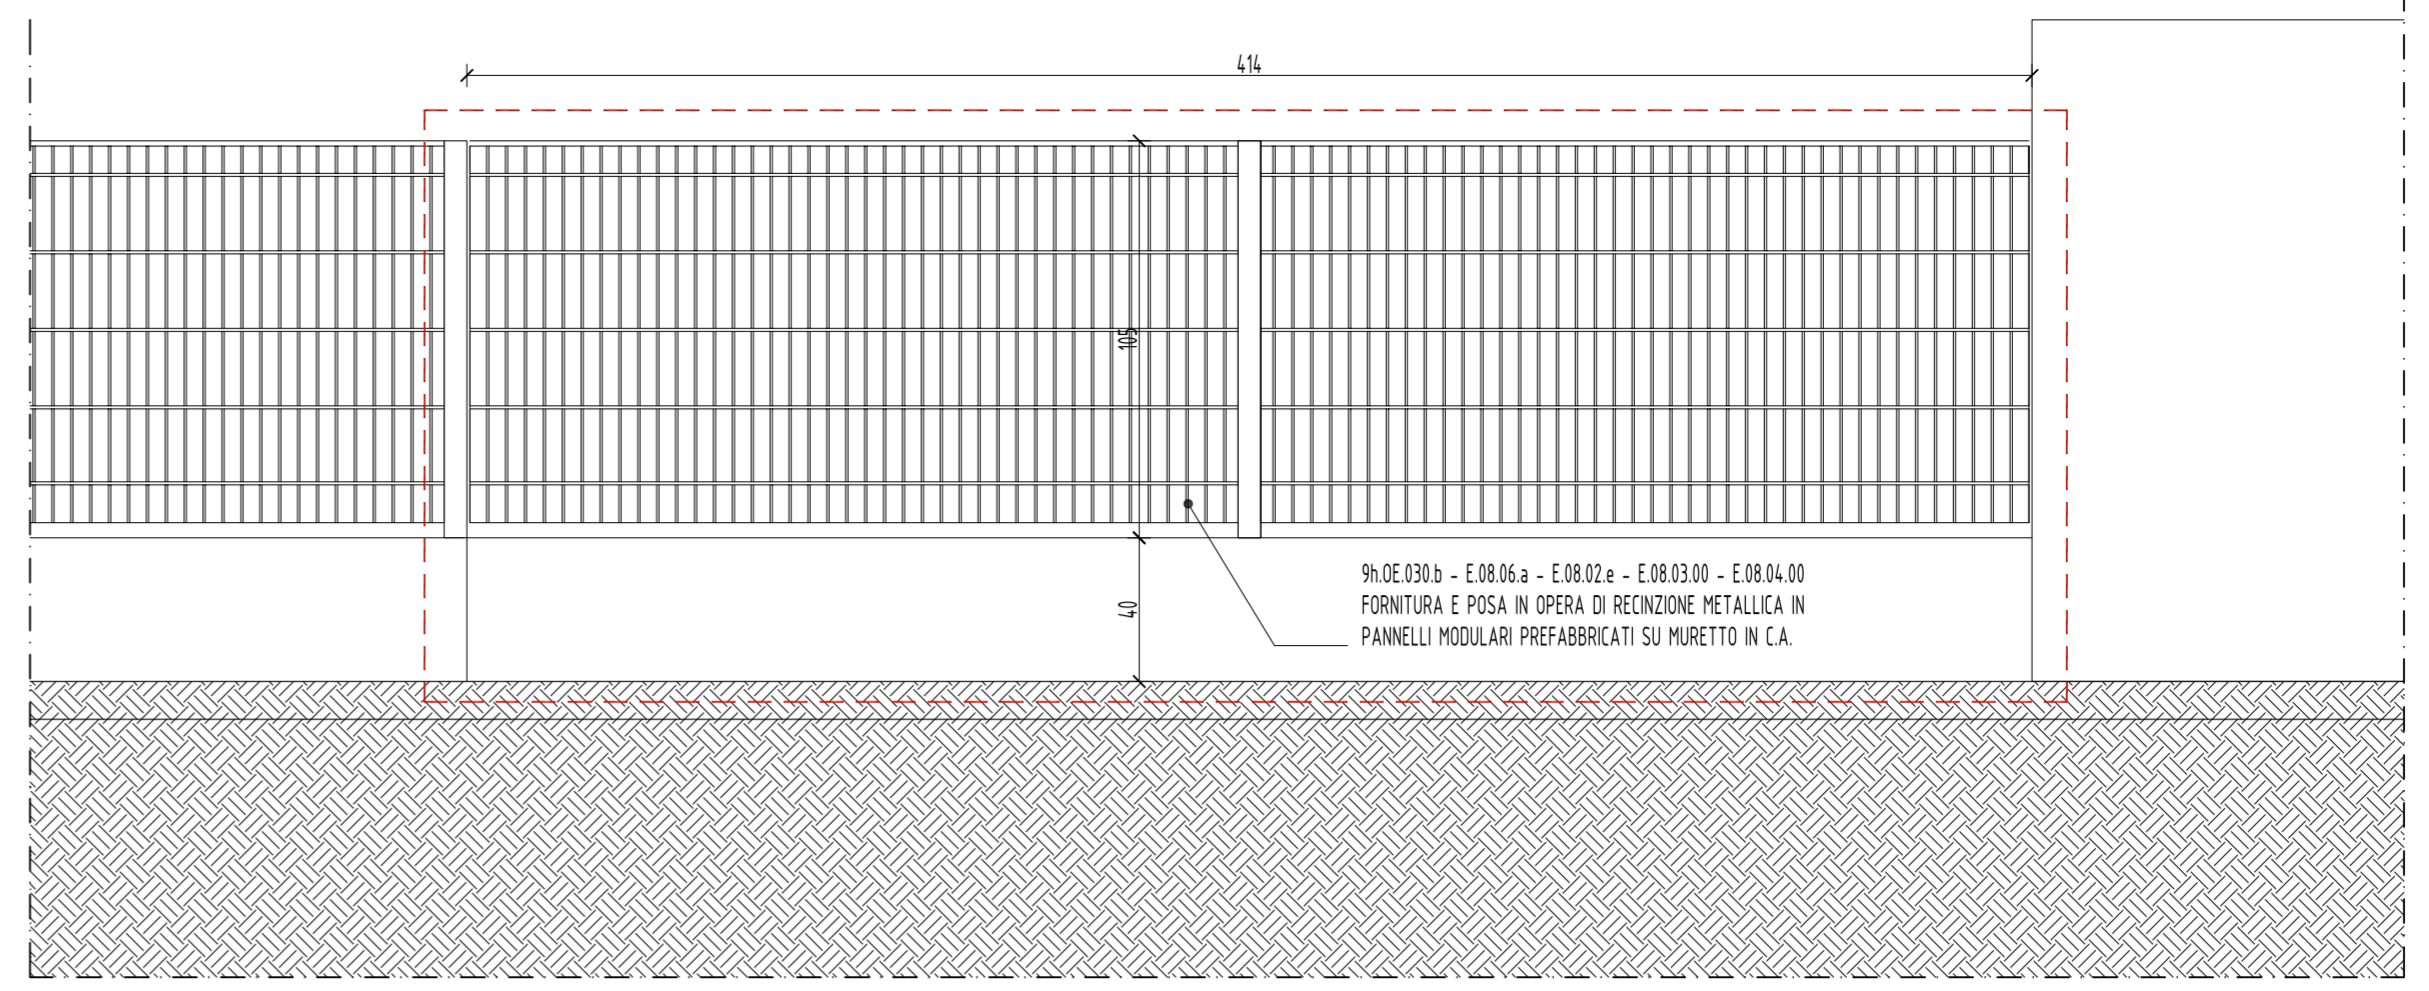 414
105
40
9h.OE.030.b - E.08.06.a - E.08.02.e - E.08.03.00 - E.08.04.00
FORNITURA E POSA IN OPERA DI RECINZIONE METALLICA IN
PANNELLI MODULARI PREFABBRICATI SU MURETTO IN C.A.